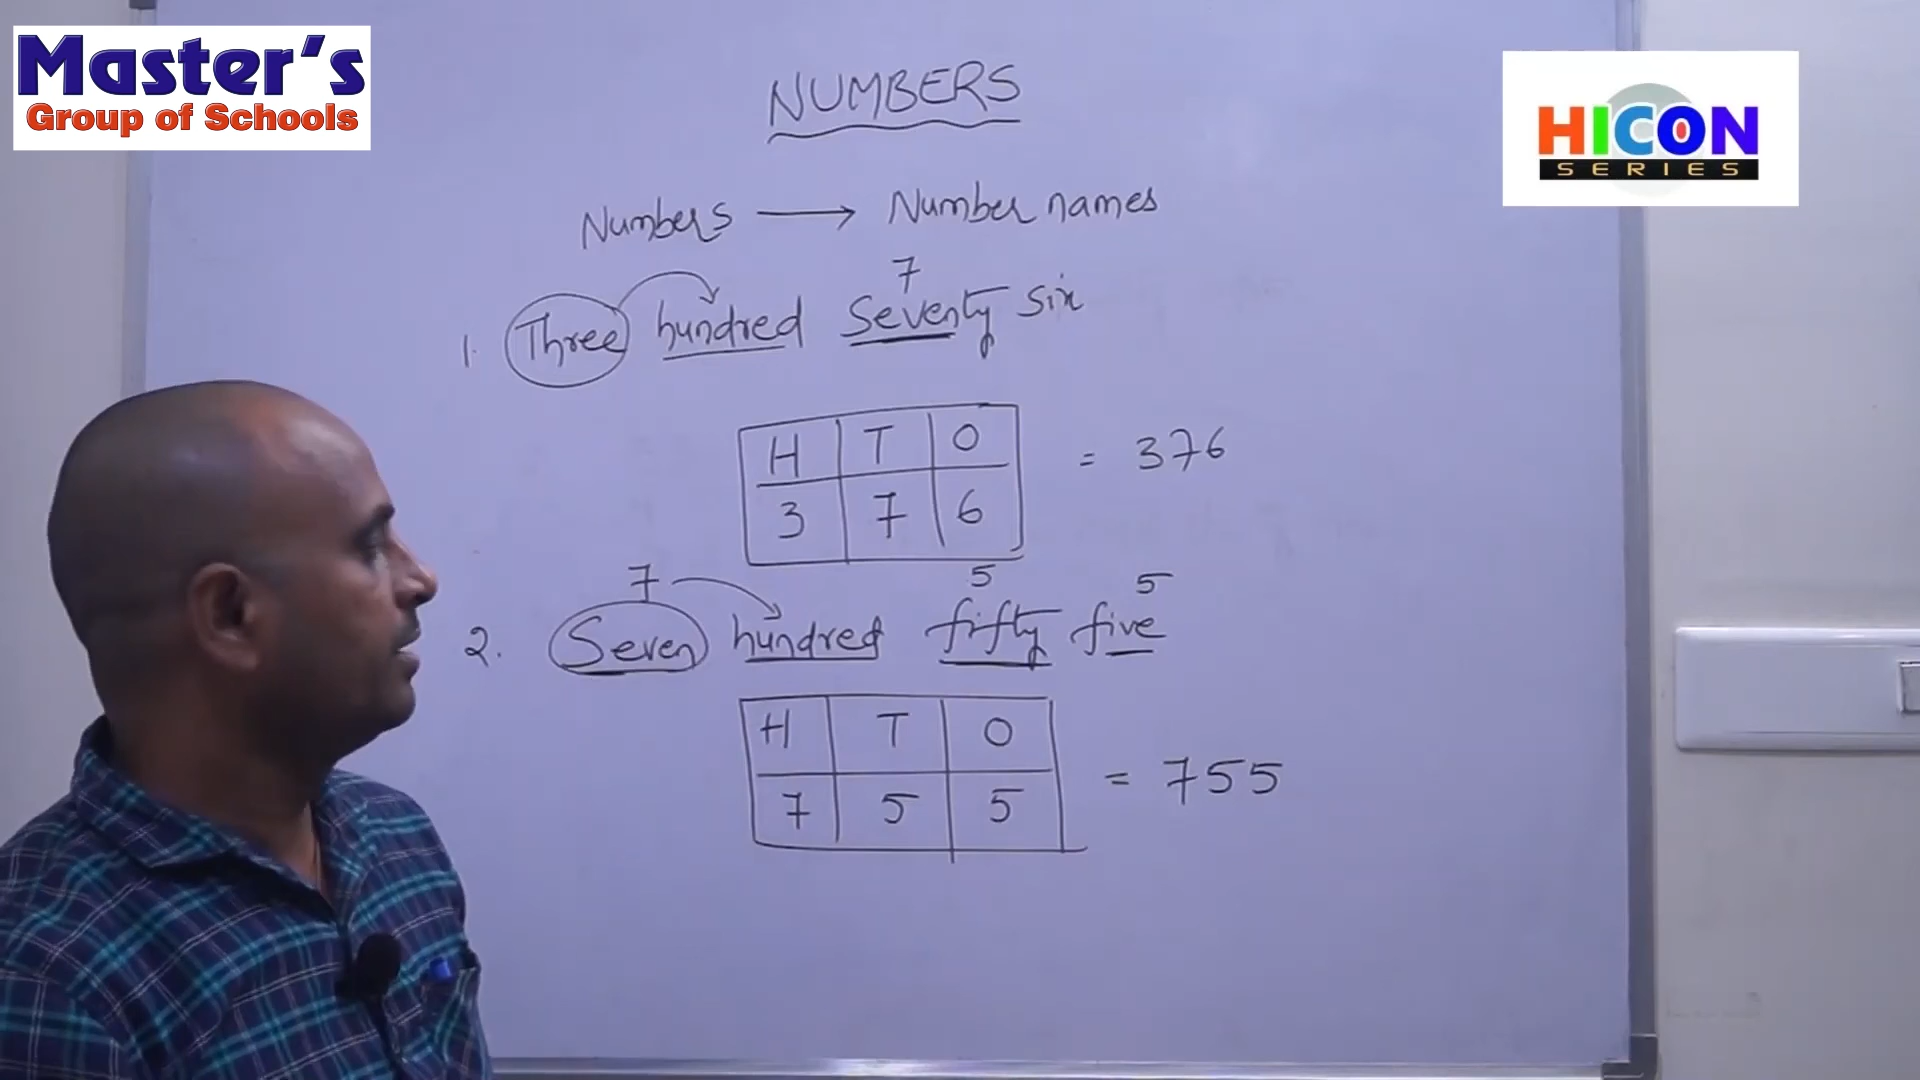 Master's
Group of Schools
HICON
SERIES
NUMBERS
Numbers → Number names
7
1. Three hundred Seventy six
H T O
3 7 6
= 376
7 5 5
2. Seven hundred fifty five
H T O
7 5 5
= 755